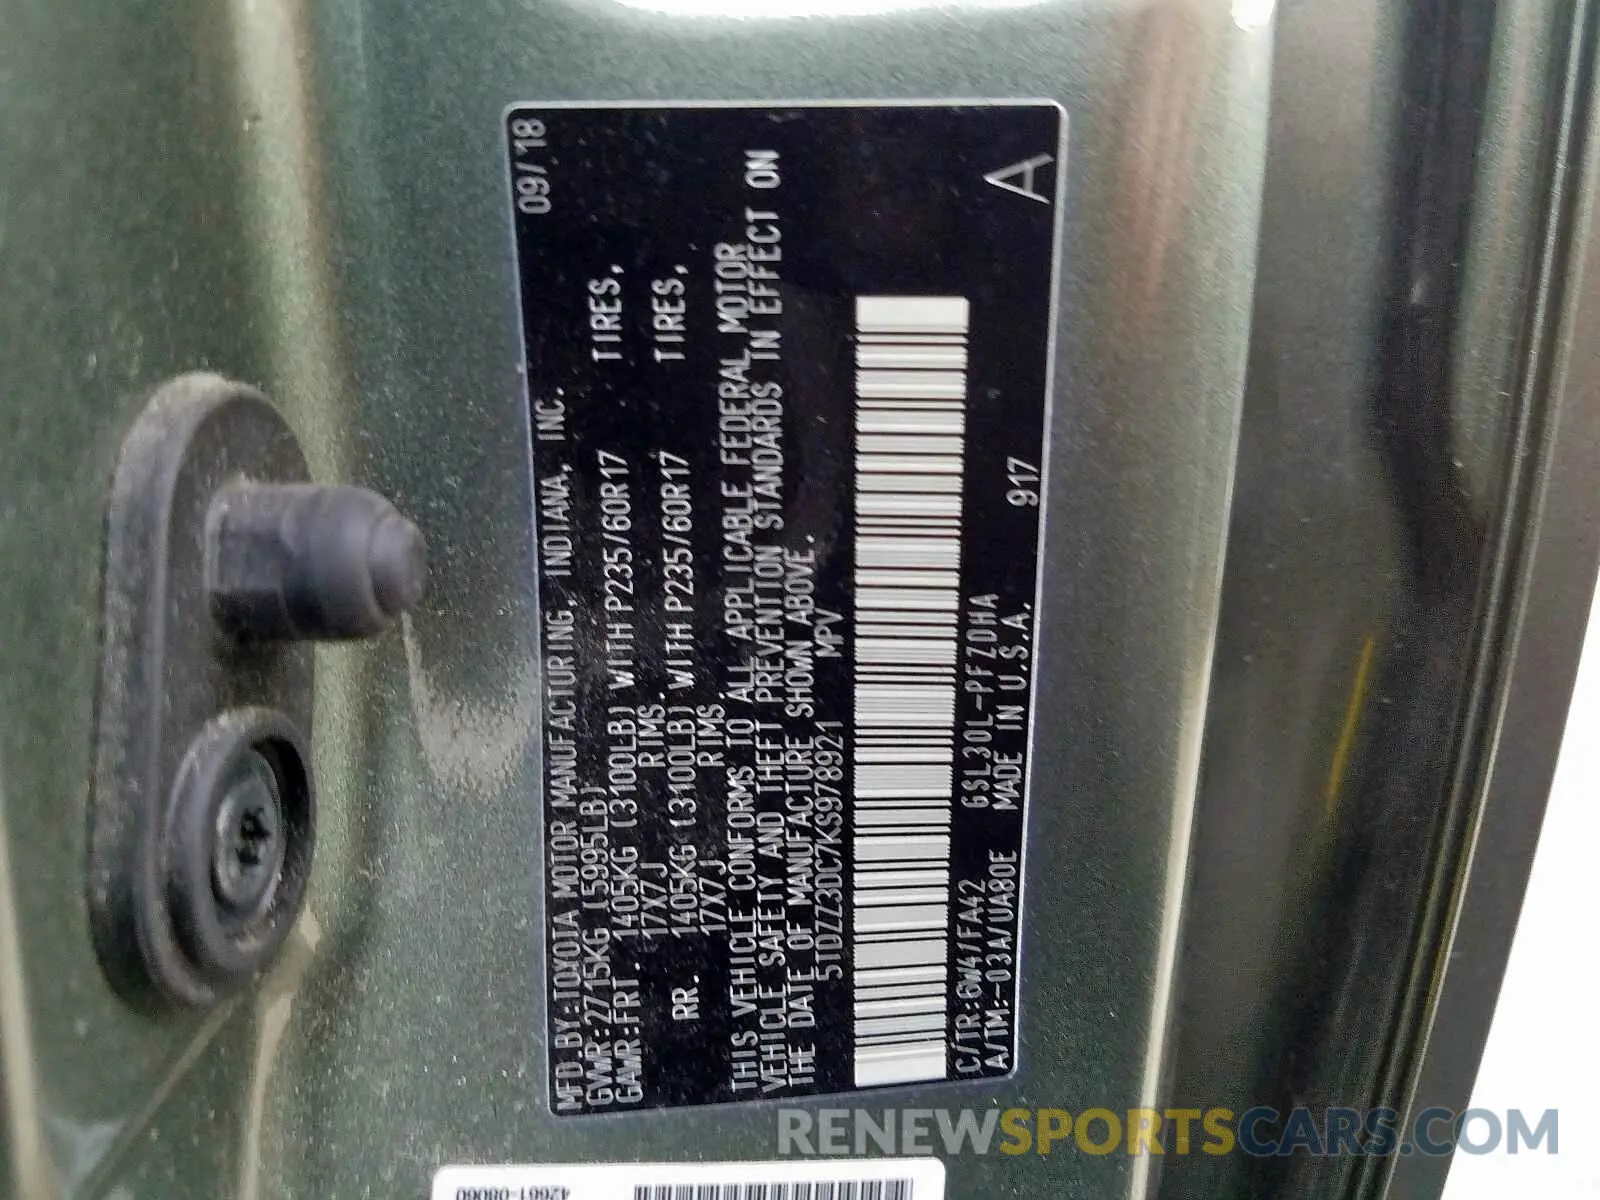 MFD.BY:TOYOTA MOTOR MANUFACTURING, INDIANA, INC. 09/18
GVWR:2715KG (5995LB)
GAWR:FRT. 1405KG (3100LB) WITH P235/60R17 TIRES,
17X7J RIMS.
RR. 1405KG (3100LB) WITH P235/60R17 TIRES,
17X7J RIMS.
THIS VEHICLE CONFORMS TO ALL APPLICABLE FEDERAL MOTOR
VEHICLE SAFETY AND THEFT PREVENTION STANDARDS IN EFFECT ON
THE DATE OF MANUFACTURE SHOWN ABOVE.
5TDZZ3DC7KS978921 MPV
C/TR:6W4/FA42 GSL30L-PFZDHA
A/TM:-03A/UA80E MADE IN U.S.A. 917
A
42661-08060
RENEWSPORTSCARS.COM